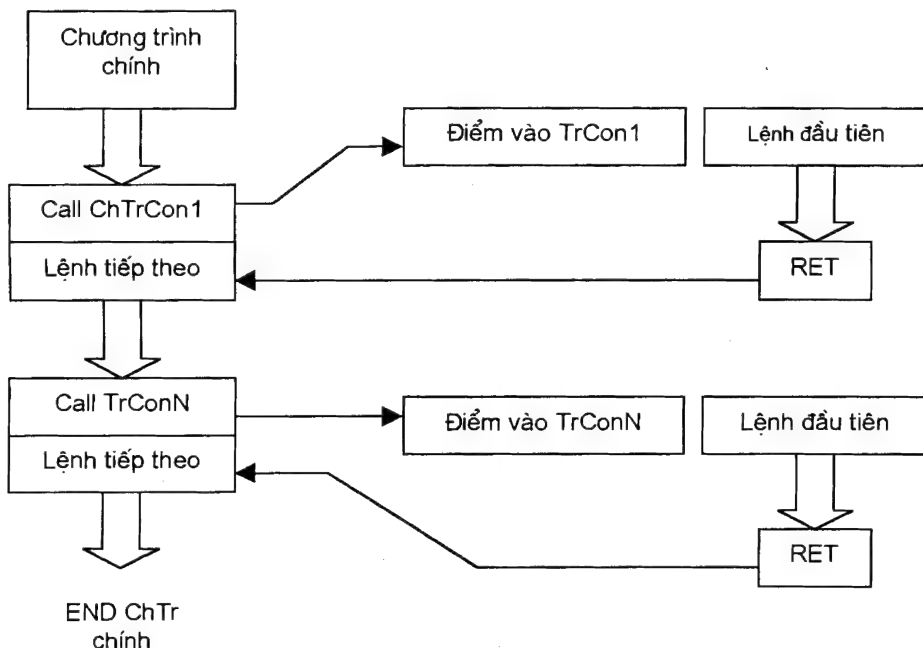 Chương trình
chính
Điểm vào TrCon1
Lệnh đầu tiên
Call ChTrCon1
Lệnh tiếp theo
RET
Call TrConN
Điểm vào TrConN
Lệnh đầu tiên
Lệnh tiếp theo
RET
END ChTr
chính